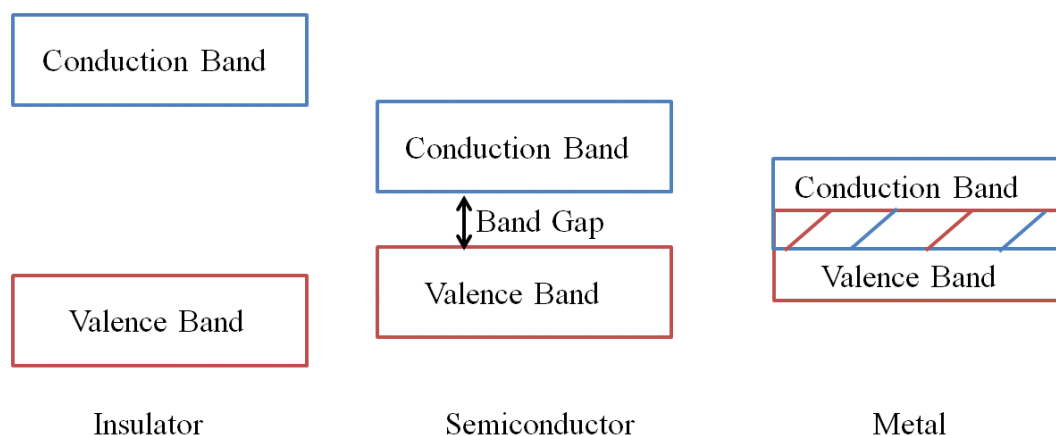 Conduction Band
Valence Band
Insulator
Conduction Band
Band Gap
Valence Band
Semiconductor
Conduction Band
Valence Band
Metal